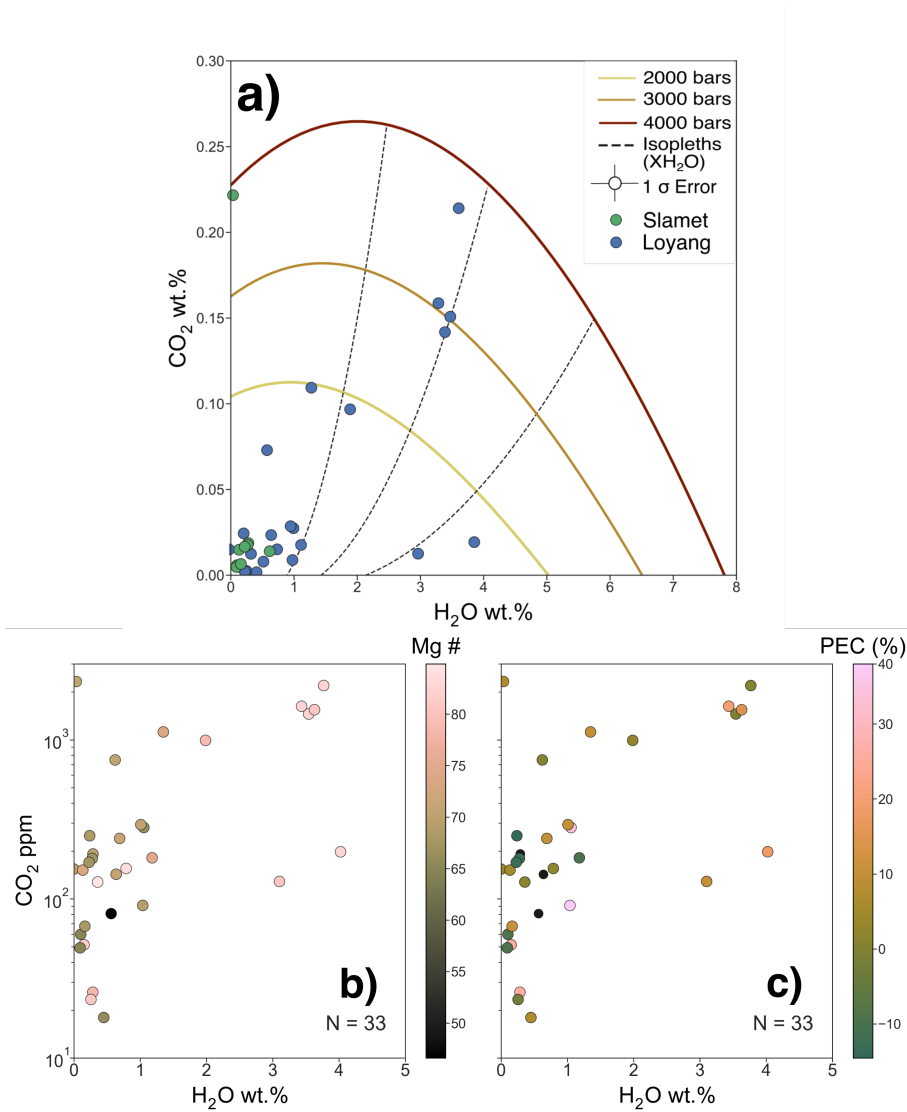 a)
0.30
0.25
0.20
0.15
0.10
0.05
0.00
CO2 wt.%
0 1 2 3 4 5 6 7 8
H2O wt.%
2000 bars
3000 bars
4000 bars
Isopleths
(XH2O)
1 σ Error
Slamet
Loyang
Mg #
80
75
70
65
60
55
50
10³
10²
10¹
CO2 ppm
b)
N = 33
0 1 2 3 4 5
H2O wt.%
PEC (%)
40
30
20
10
0
−10
c)
N = 33
0 1 2 3 4 5
H2O wt.%